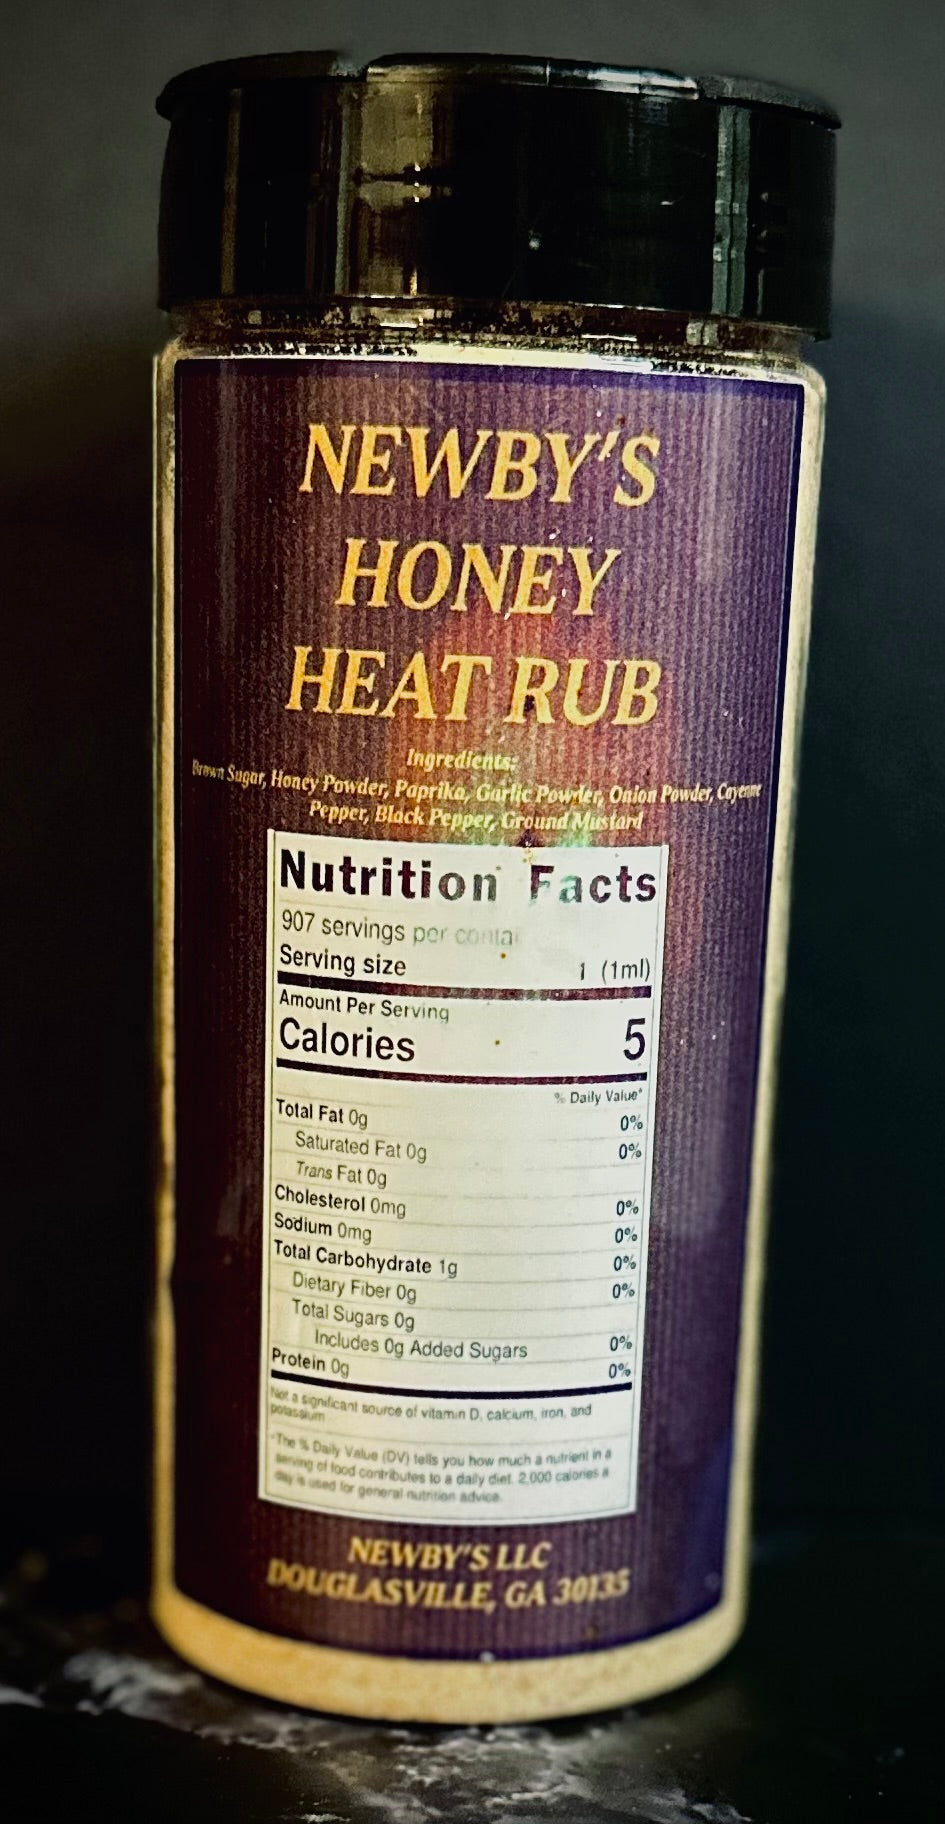 NEWBY'S
HONEY
HEAT RUB
Ingredients:
Brown Sugar, Honey Powder, Paprika, Garlic Powder, Onion Powder, Cayenne
Pepper, Black Pepper, Ground Mustard
Nutrition Facts
907 servings per contai
Serving size 1 (1ml)
Amount Per Serving
Calories 5
% Daily Value*
Total Fat 0g 0%
Saturated Fat 0g 0%
Trans Fat 0g
Cholesterol 0mg 0%
Sodium 0mg 0%
Total Carbohydrate 1g 0%
Dietary Fiber 0g 0%
Total Sugars 0g
Includes 0g Added Sugars 0%
Protein 0g 0%
Not a significant source of vitamin D, calcium, iron, and
potassium
*The % Daily Value (DV) tells you how much a nutrient in a
serving of food contributes to a daily diet. 2,000 calories a
day is used for general nutrition advice.
NEWBY'S LLC
DOUGLASVILLE, GA 30135